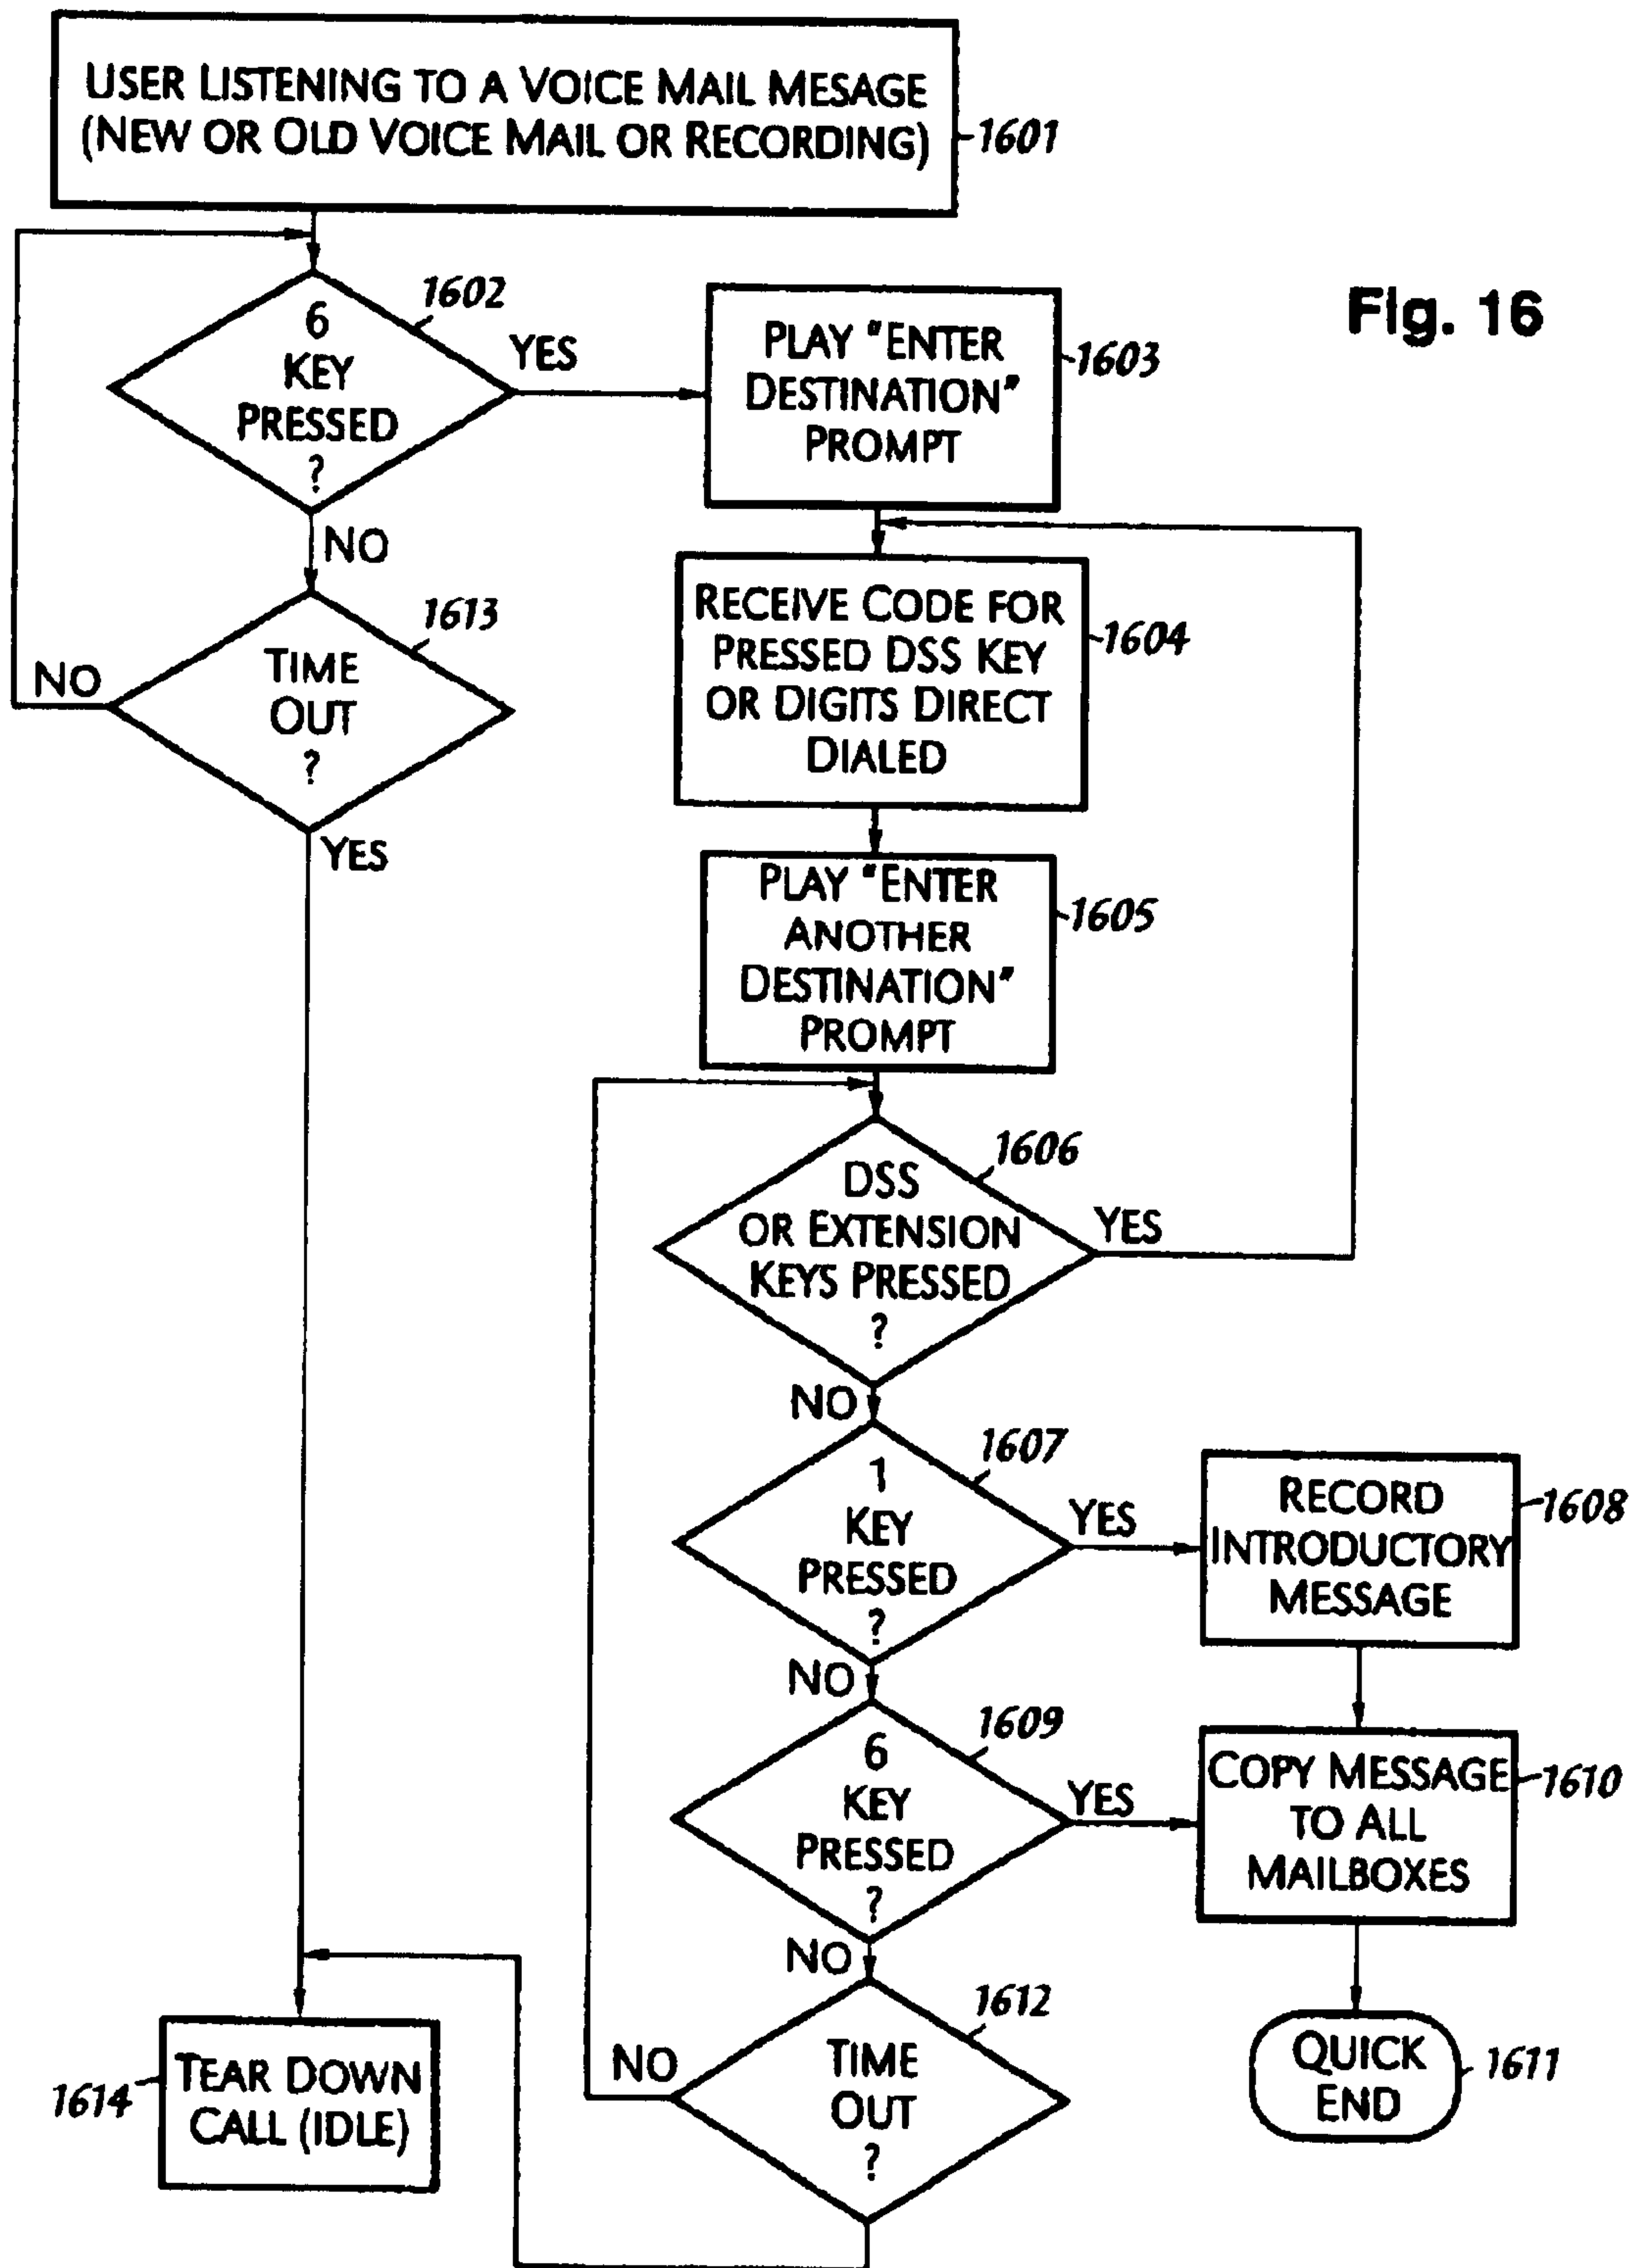 USER LISTENING TO A VOICE MAIL MESAGE
(NEW OR OLD VOICE MAIL OR RECORDING)
1601
Fig. 16
6
KEY
PRESSED
?
1602
YES
NO
PLAY "ENTER
DESTINATION"
PROMPT
1603
TIME
OUT
?
1613
NO
YES
RECEIVE CODE FOR
PRESSED DSS KEY
OR DIGITS DIRECT
DIALED
1604
PLAY "ENTER
ANOTHER
DESTINATION"
PROMPT
1605
DSS
OR EXTENSION
KEYS PRESSED
?
1606
YES
NO
1
KEY
PRESSED
?
1607
YES
NO
RECORD
INTRODUCTORY
MESSAGE
1608
6
KEY
PRESSED
?
1609
YES
NO
COPY MESSAGE
TO ALL
MAILBOXES
1610
TIME
OUT
?
1612
NO
QUICK
END
1611
TEAR DOWN
CALL (IDLE)
1614